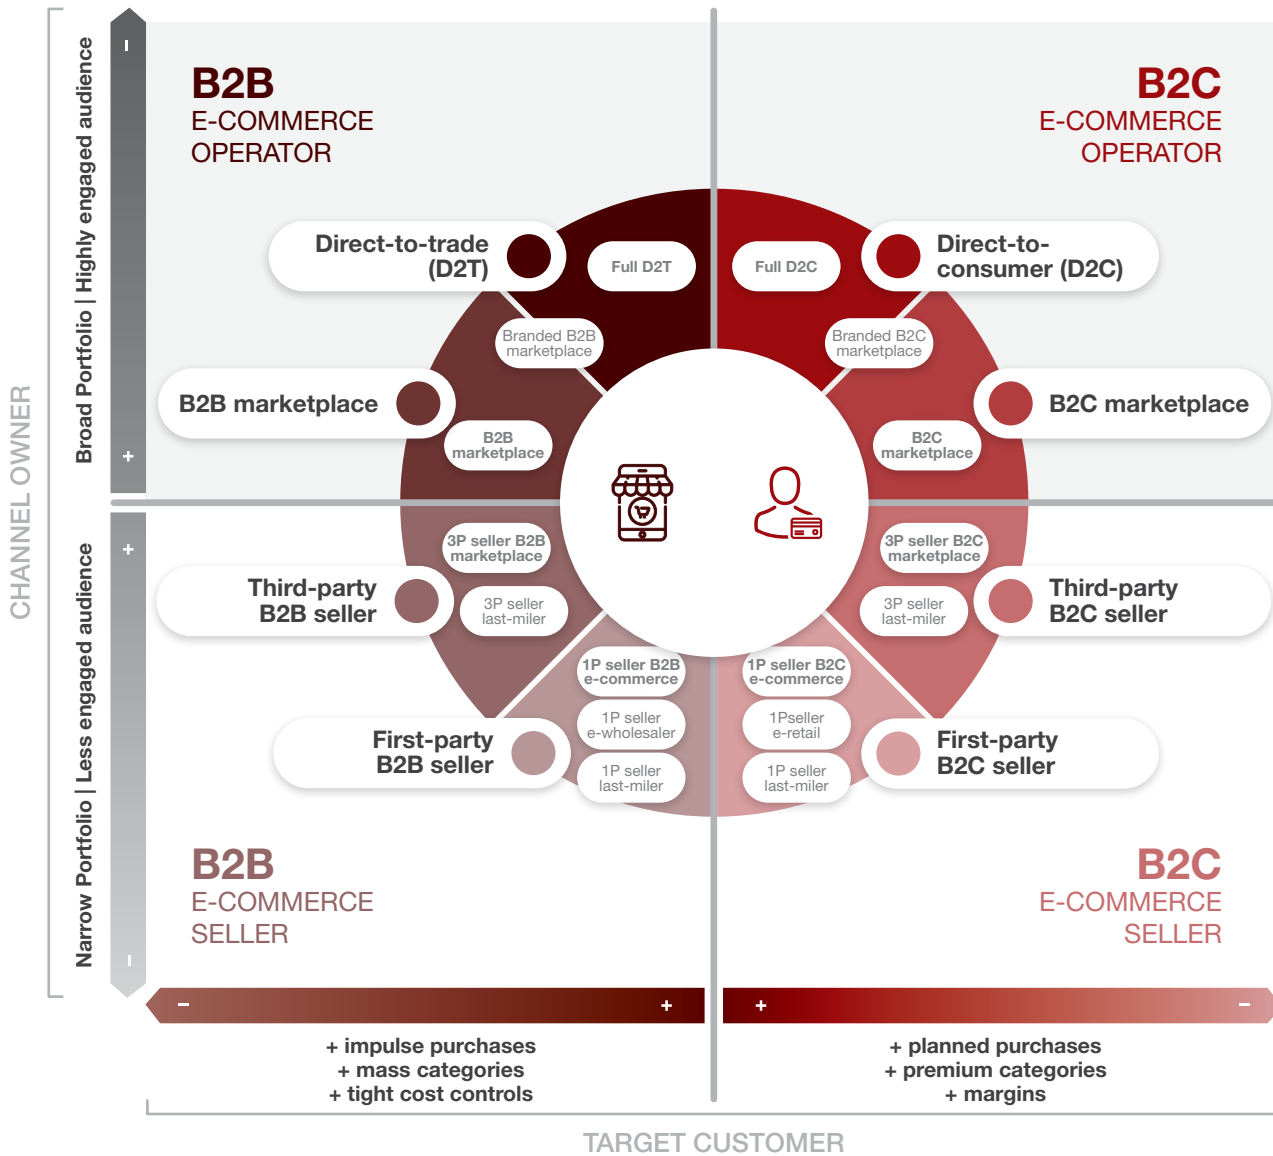 CHANNEL OWNER
Broad Portfolio | Highly engaged audience
Narrow Portfolio | Less engaged audience
–
+
+
–
B2B
E-COMMERCE
OPERATOR
B2C
E-COMMERCE
OPERATOR
Direct-to-trade
(D2T)
Full D2T
Full D2C
Direct-to-
consumer (D2C)
Branded B2B
marketplace
Branded B2C
marketplace
B2B marketplace
B2B
marketplace
B2C
marketplace
B2C marketplace
3P seller B2B
marketplace
3P seller B2C
marketplace
Third-party
B2B seller
3P seller
last-miler
3P seller
last-miler
Third-party
B2C seller
1P seller B2B
e-commerce
1P seller B2C
e-commerce
First-party
B2B seller
1P seller
e-wholesaler
1Pseller
e-retail
First-party
B2C seller
1P seller
last-miler
1P seller
last-miler
B2B
E-COMMERCE
SELLER
B2C
E-COMMERCE
SELLER
– +
+ –
+ impulse purchases
+ mass categories
+ tight cost controls
+ planned purchases
+ premium categories
+ margins
TARGET CUSTOMER